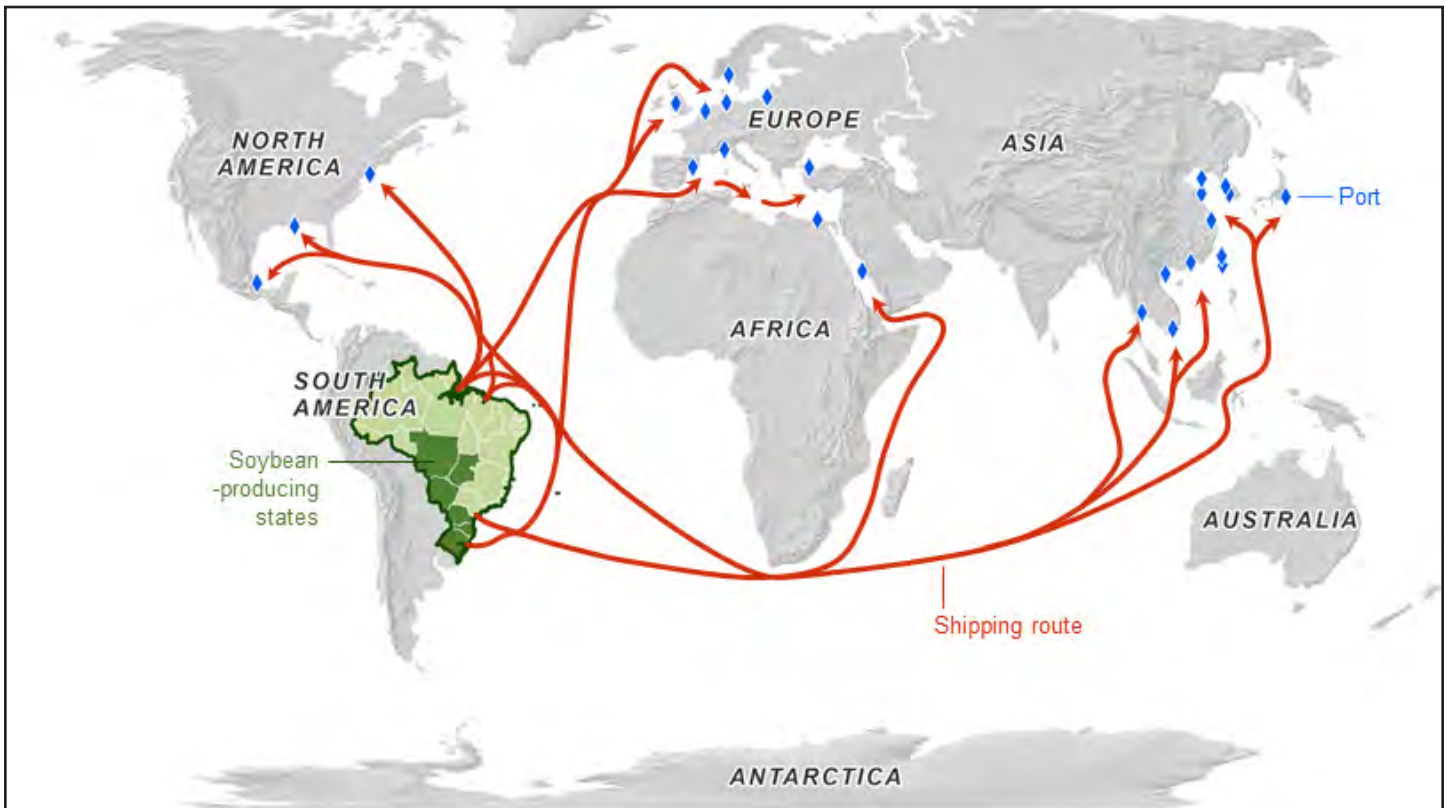 NORTH
AMERICA
EUROPE
ASIA
Port
AFRICA
SOUTH
AMERICA
Soybean
-producing
states
AUSTRALIA
Shipping route
ANTARCTICA